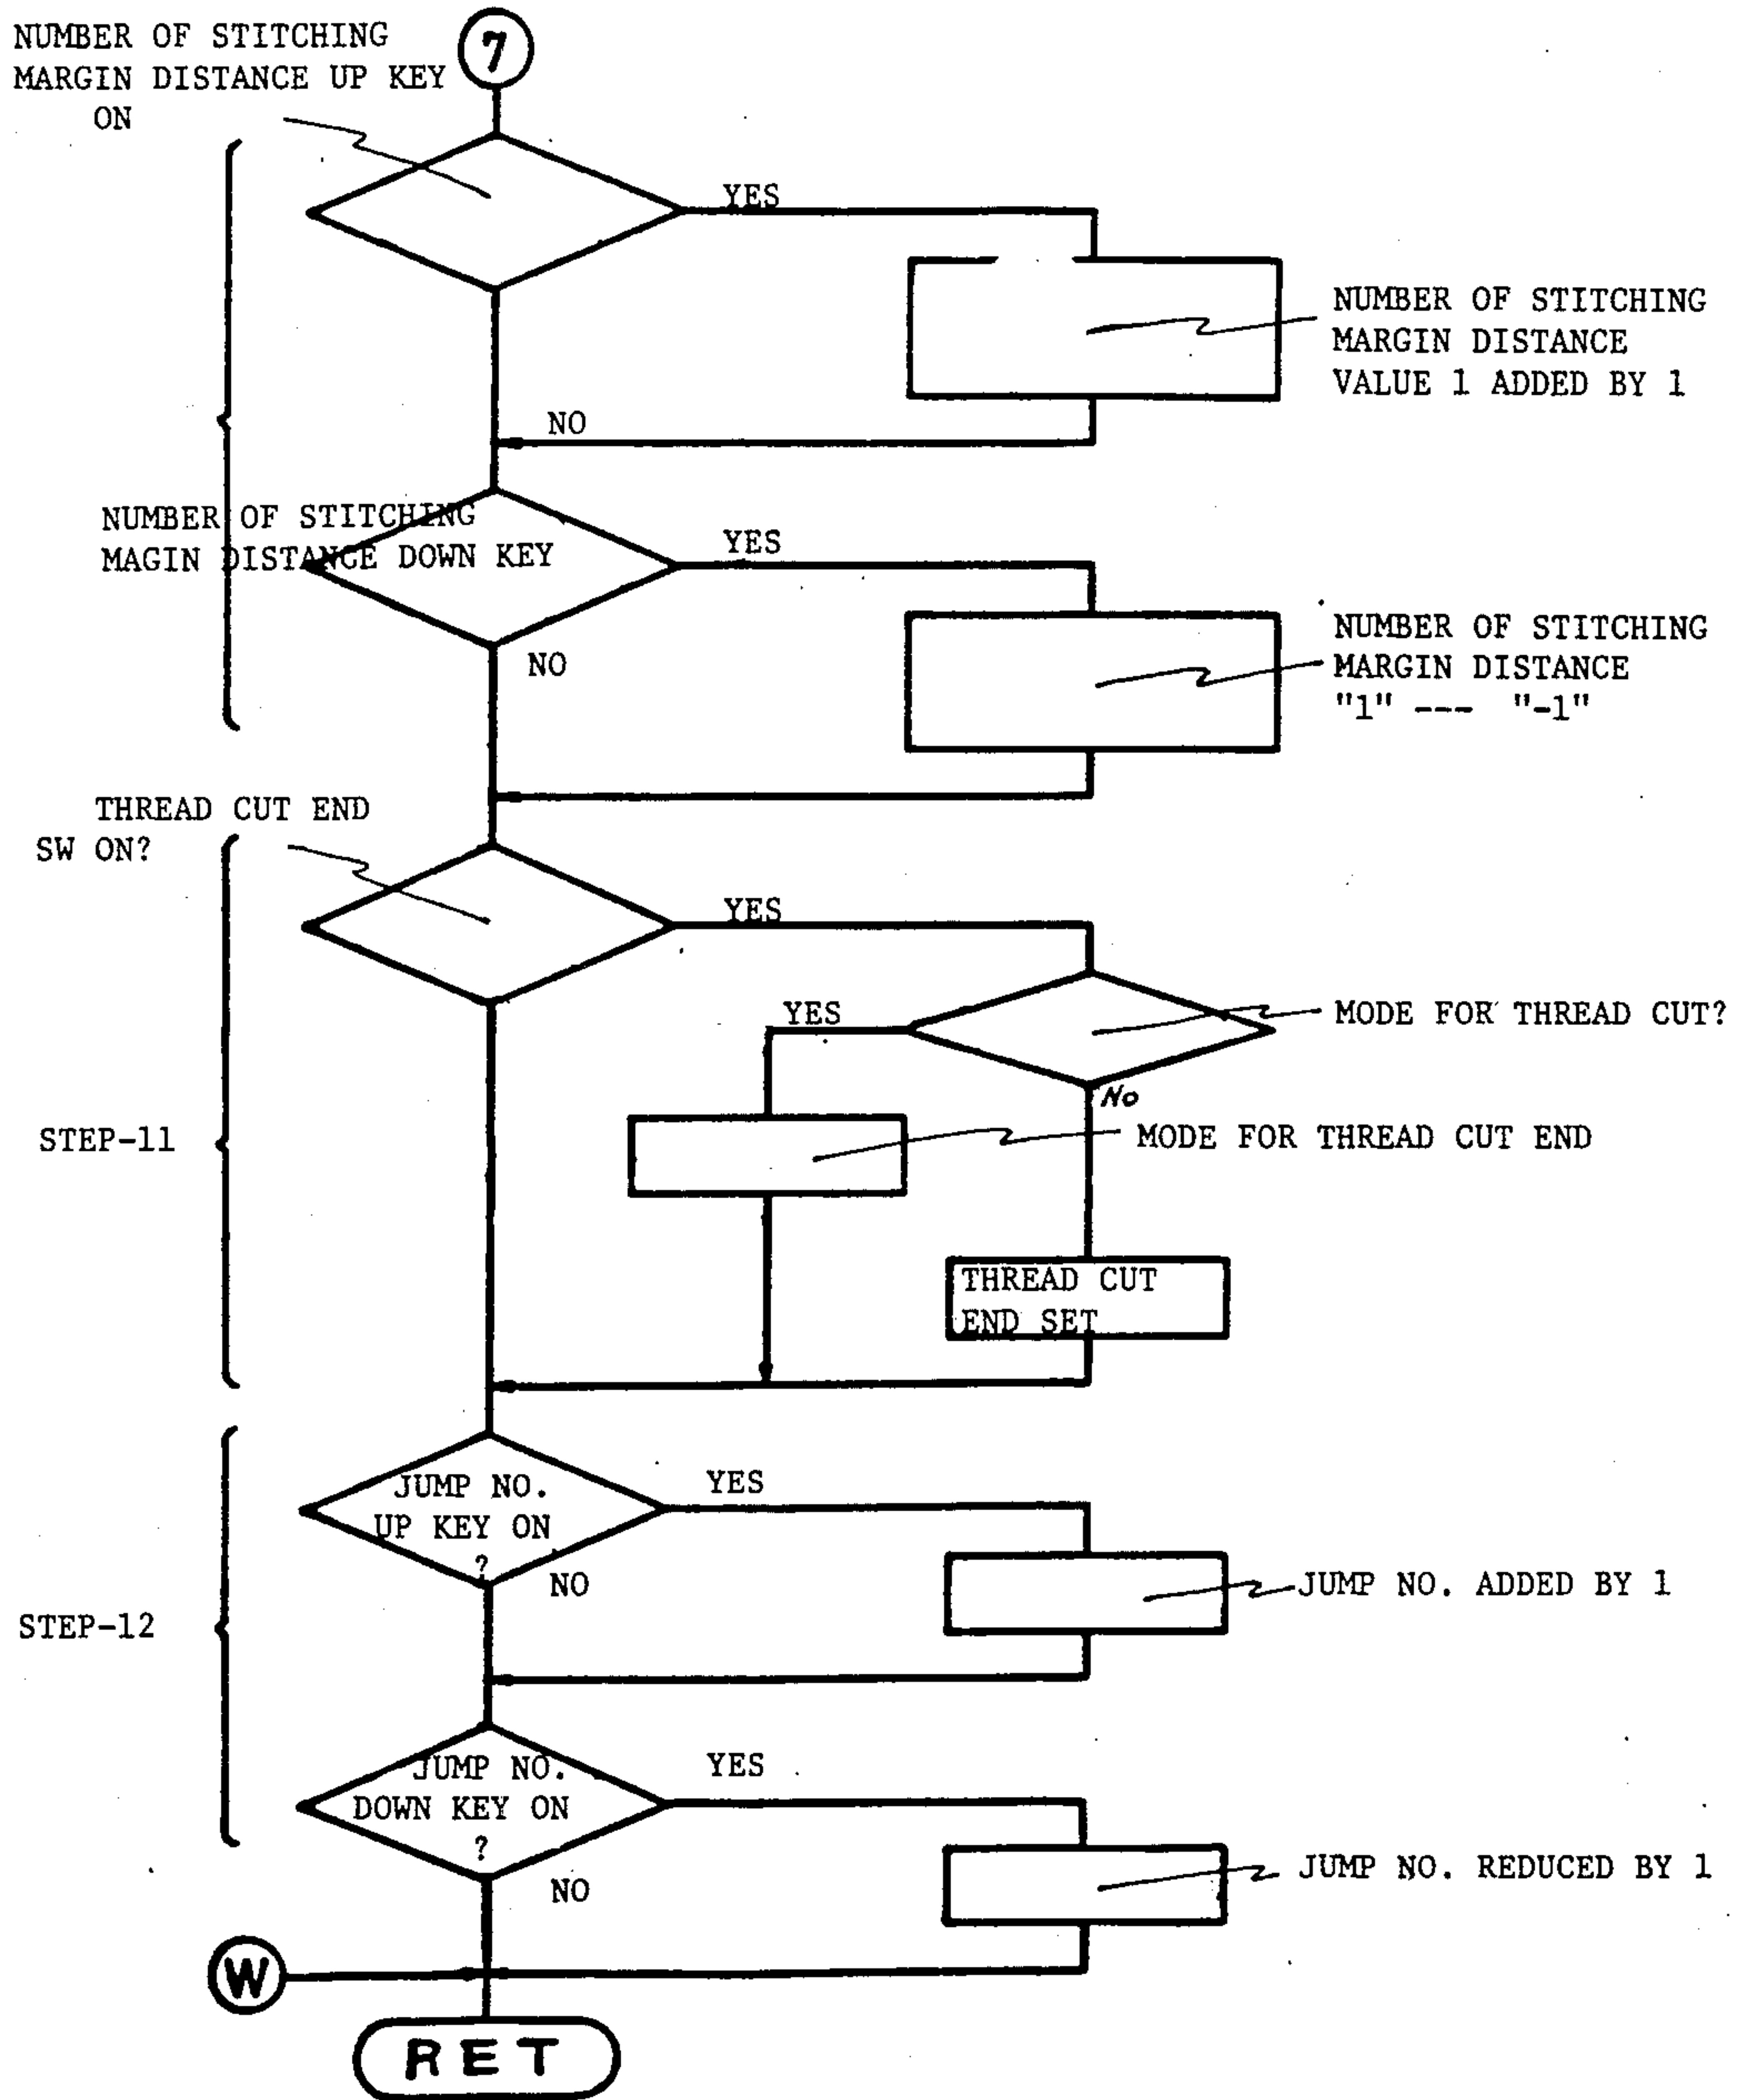 NUMBER OF STITCHING
MARGIN DISTANCE UP KEY
ON
7
YES
NUMBER OF STITCHING
MARGIN DISTANCE
VALUE 1 ADDED BY 1
NO
NUMBER OF STITCHING
MAGIN DISTANCE DOWN KEY
YES
NO
NUMBER OF STITCHING
MARGIN DISTANCE
"1" --- "-1"
THREAD CUT END
SW ON?
YES
YES
MODE FOR THREAD CUT?
No
STEP-11
MODE FOR THREAD CUT END
THREAD CUT
END SET
JUMP NO.
UP KEY ON
?
YES
NO
JUMP NO. ADDED BY 1
STEP-12
JUMP NO.
DOWN KEY ON
?
YES
NO
JUMP NO. REDUCED BY 1
W
RET